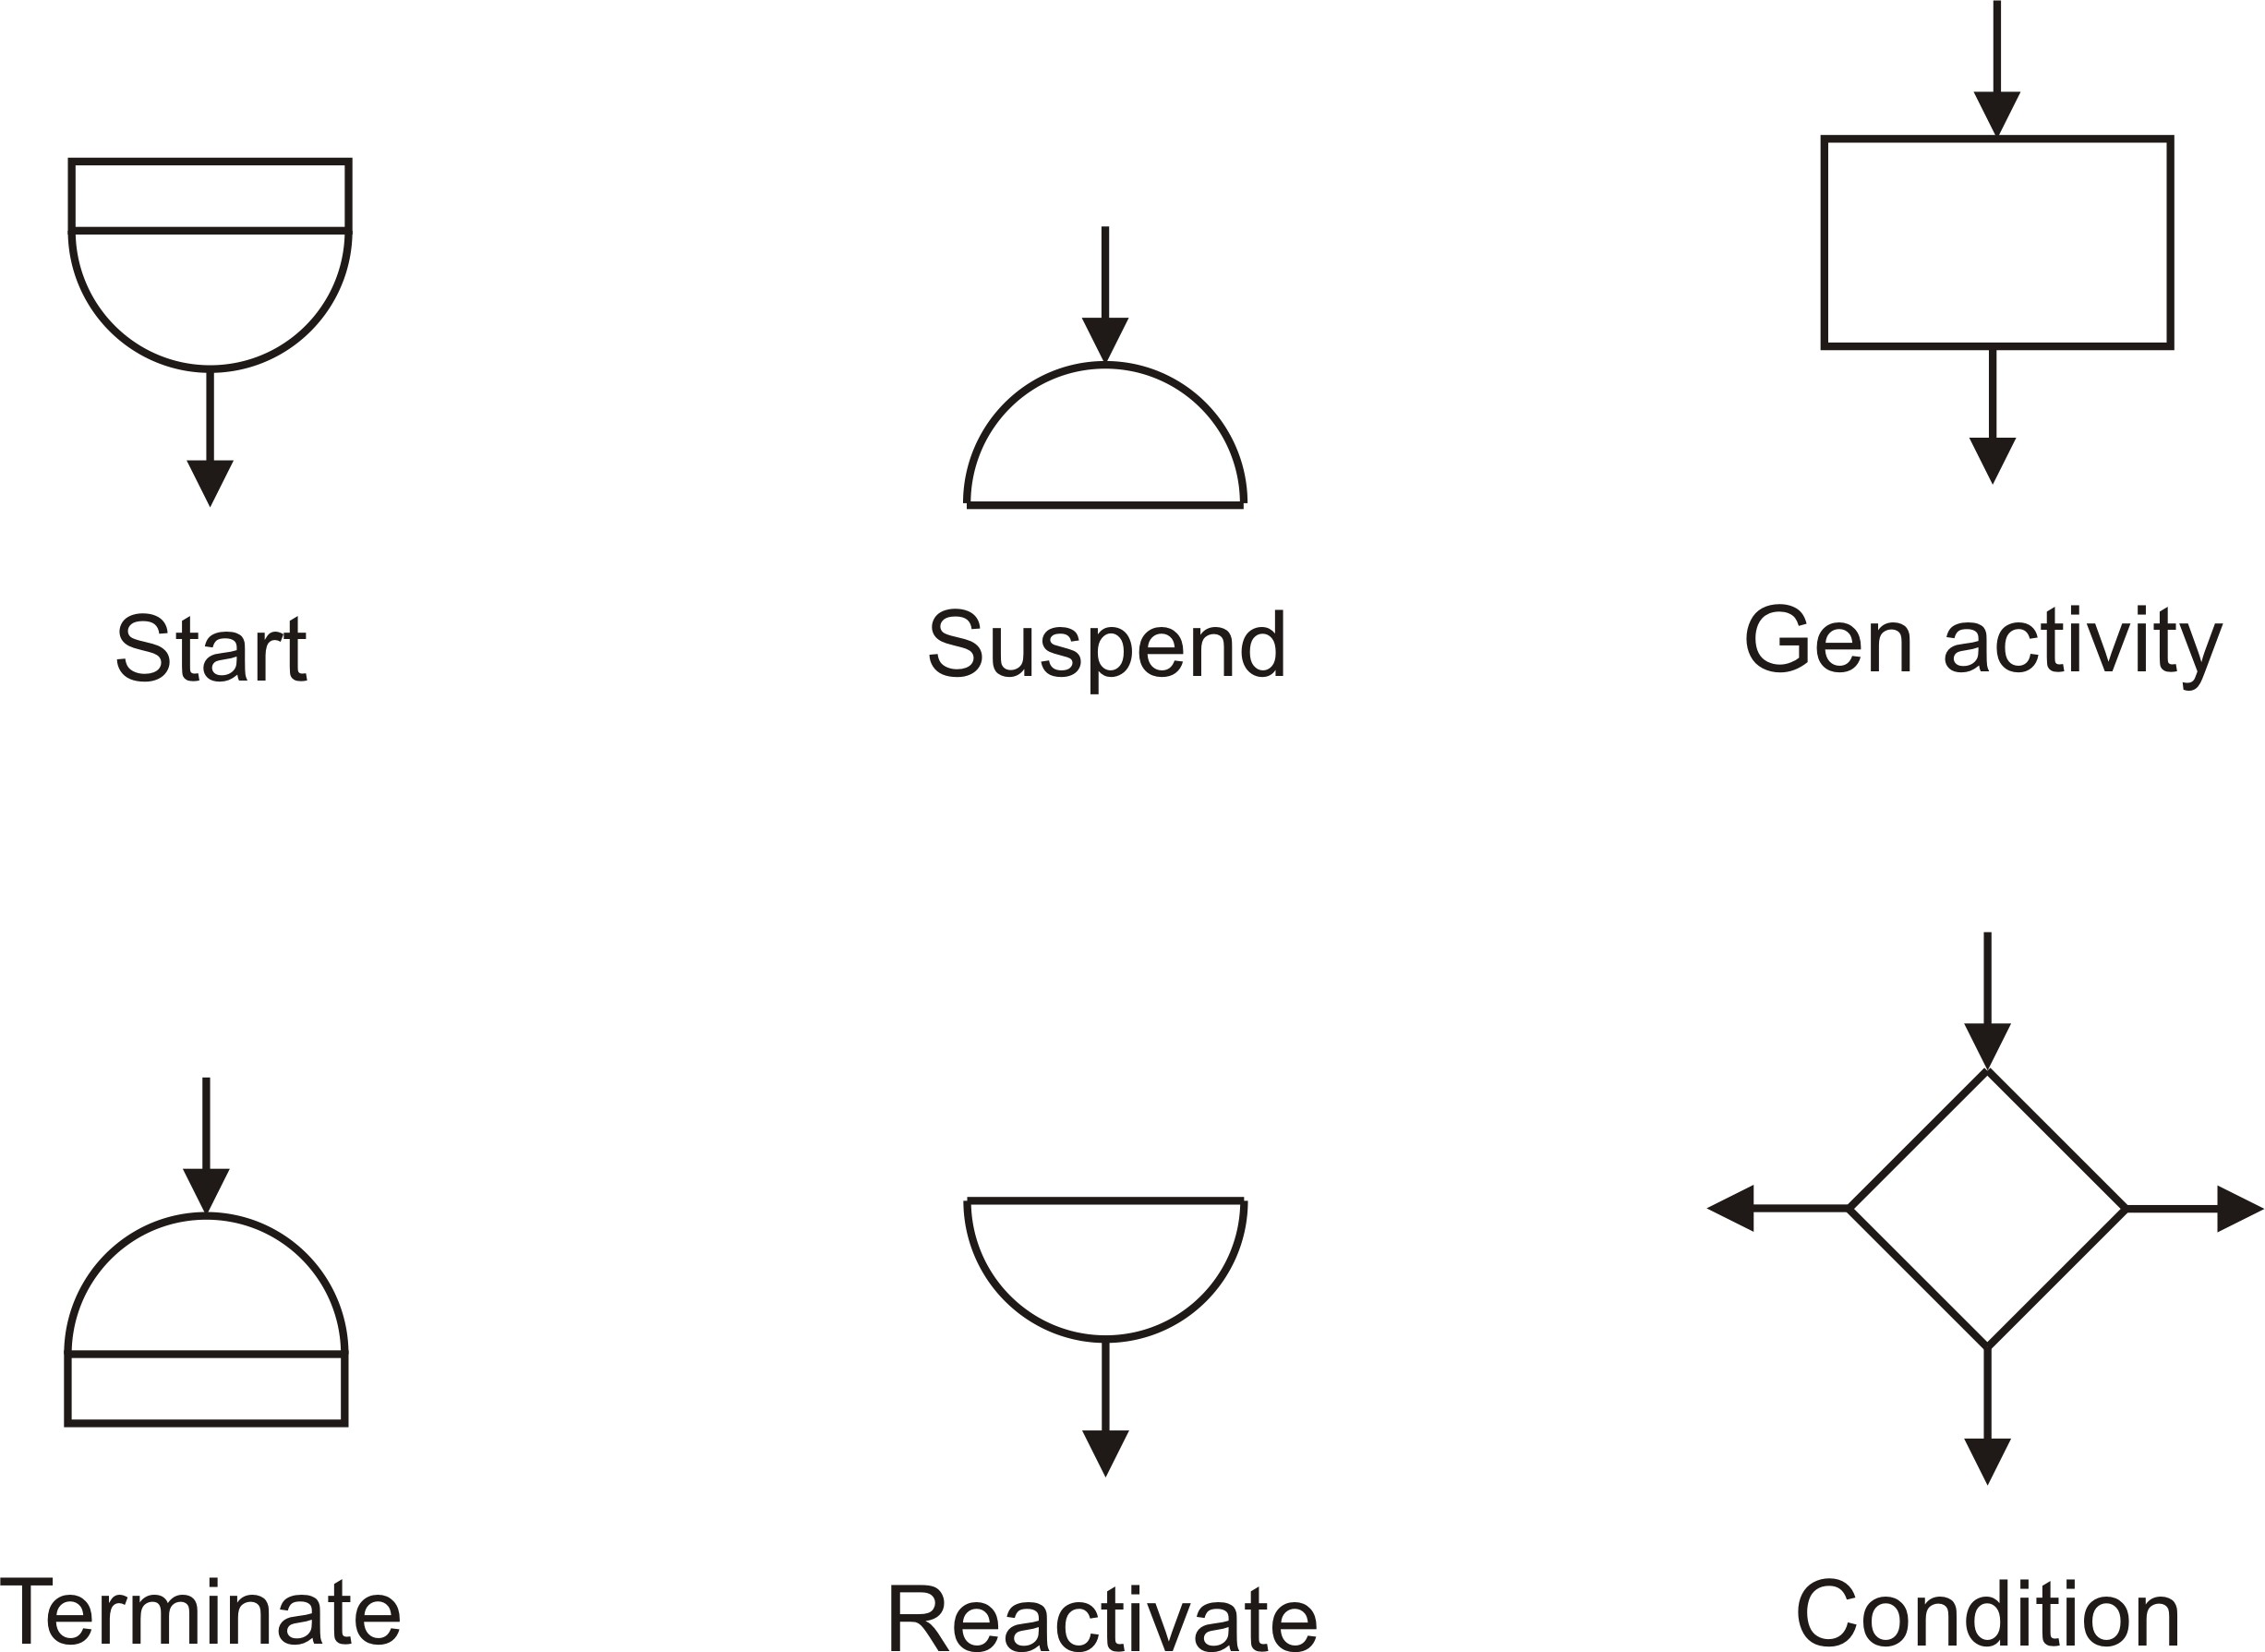 Start
Suspend
Gen activity
Terminate
Reactivate
Condition